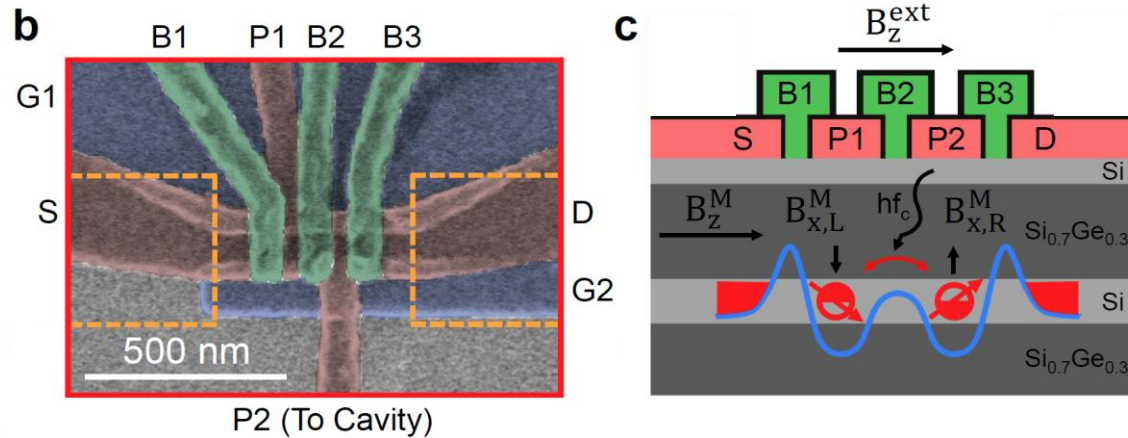 b
B1 P1 B2 B3
G1
S
D
G2
500 nm
P2 (To Cavity)
c
B_z^ext
B1 B2 B3
S P1 P2 D
Si
B_z^M B_x,L^M hf_c B_x,R^M
Si0.7Ge0.3
Si
Si0.7Ge0.3